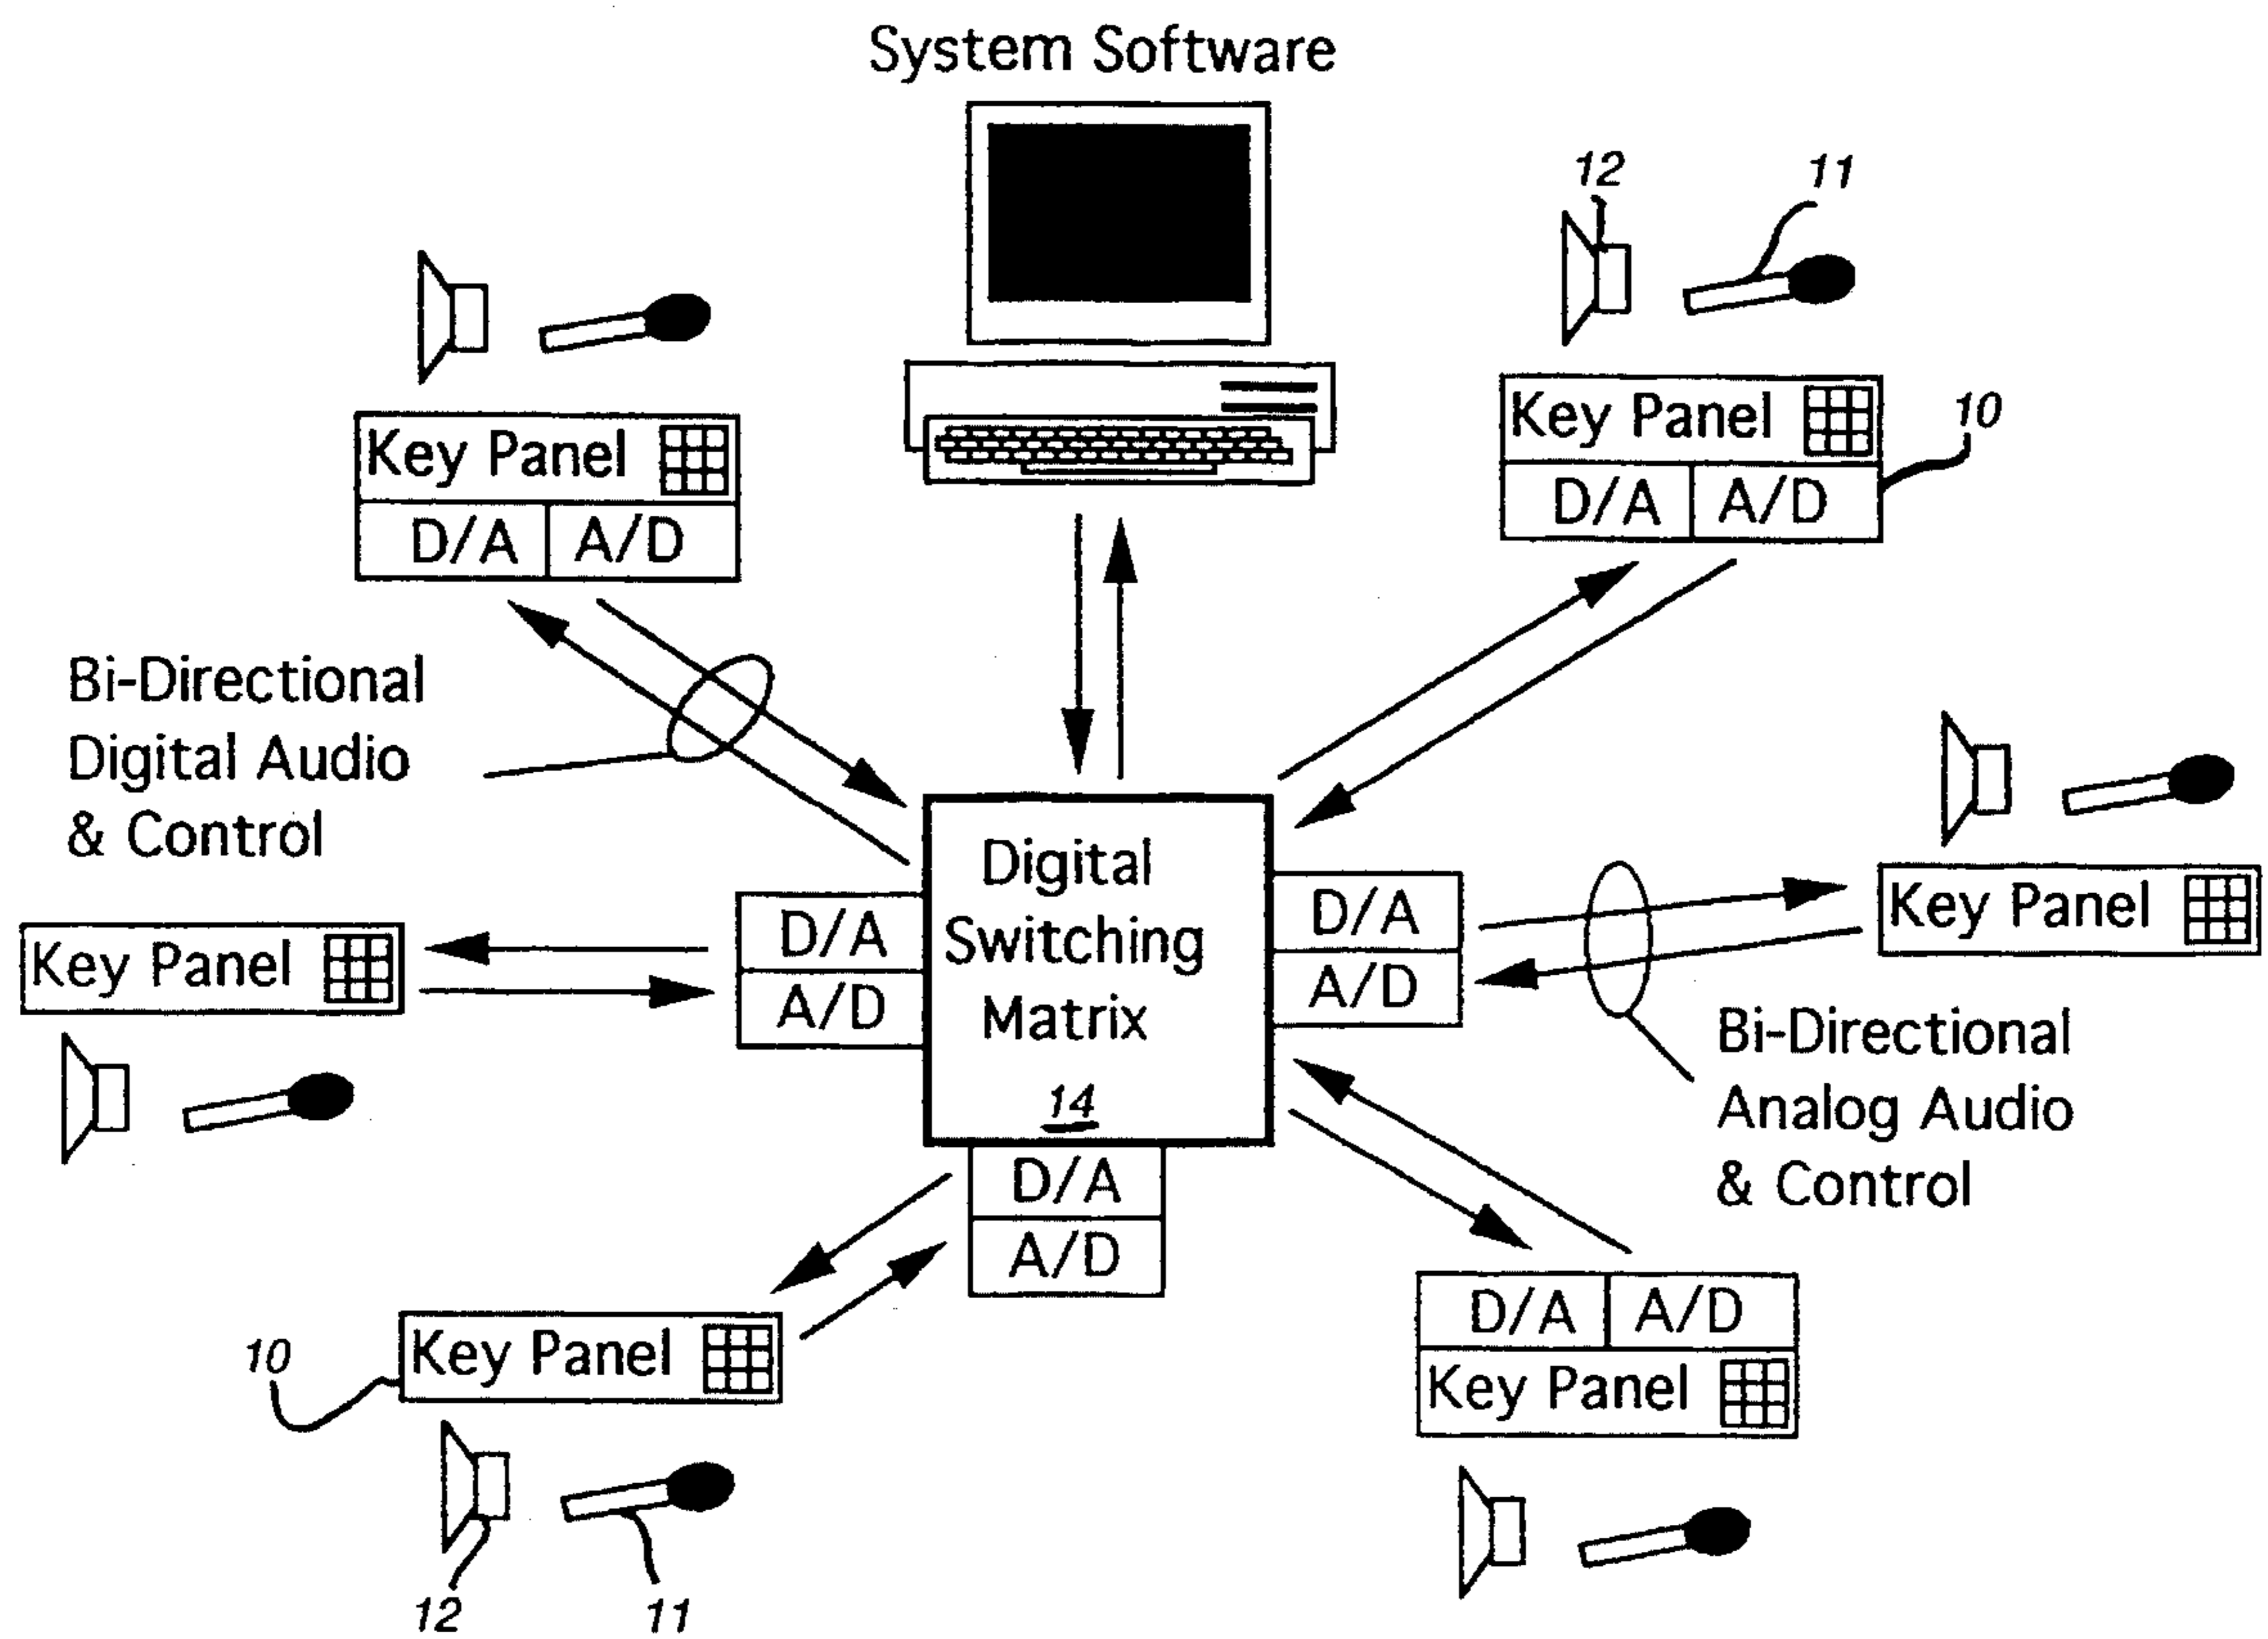 System Software
12
11
Key Panel
D/A
A/D
Key Panel
D/A
A/D
10
Bi-Directional
Digital Audio
& Control
Digital
Switching
Matrix
14
D/A
A/D
Key Panel
D/A
A/D
Key Panel
Bi-Directional
Analog Audio
& Control
D/A
A/D
10
Key Panel
12
11
D/A
A/D
Key Panel